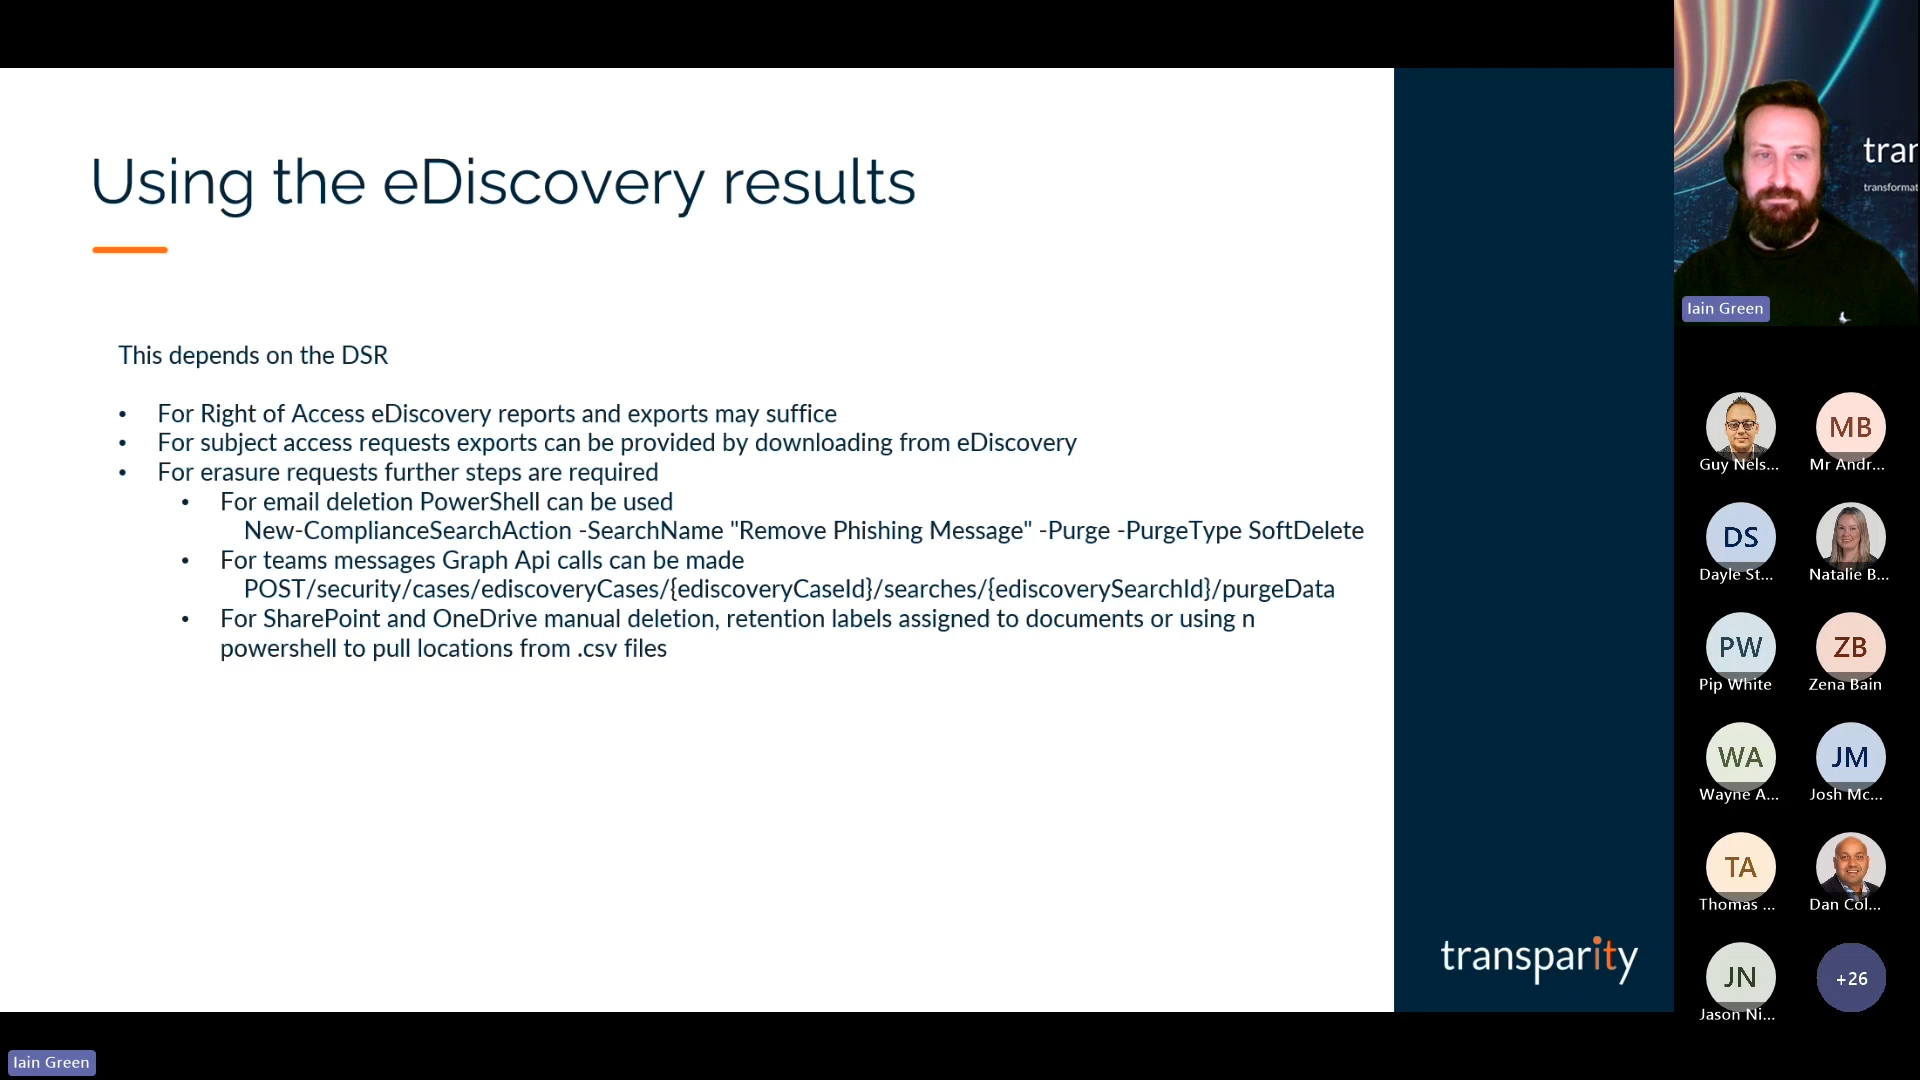 Using the eDiscovery results
This depends on the DSR
• For Right of Access eDiscovery reports and exports may suffice
• For subject access requests exports can be provided by downloading from eDiscovery
• For erasure requests further steps are required
• For email deletion PowerShell can be used
New-ComplianceSearchAction -SearchName "Remove Phishing Message" -Purge -PurgeType SoftDelete
• For teams messages Graph Api calls can be made
POST/security/cases/ediscoveryCases/{ediscoveryCaseId}/searches/{ediscoverySearchId}/purgeData
• For SharePoint and OneDrive manual deletion, retention labels assigned to documents or using n
powershell to pull locations from .csv files
transparity
tran
transformat
Iain Green
Guy Nels...
MB
Mr Andr...
DS
Dayle St...
Natalie B...
PW
Pip White
ZB
Zena Bain
WA
Wayne A...
JM
Josh Mc...
TA
Thomas ...
Dan Col...
JN
Jason Ni...
+26
Iain Green